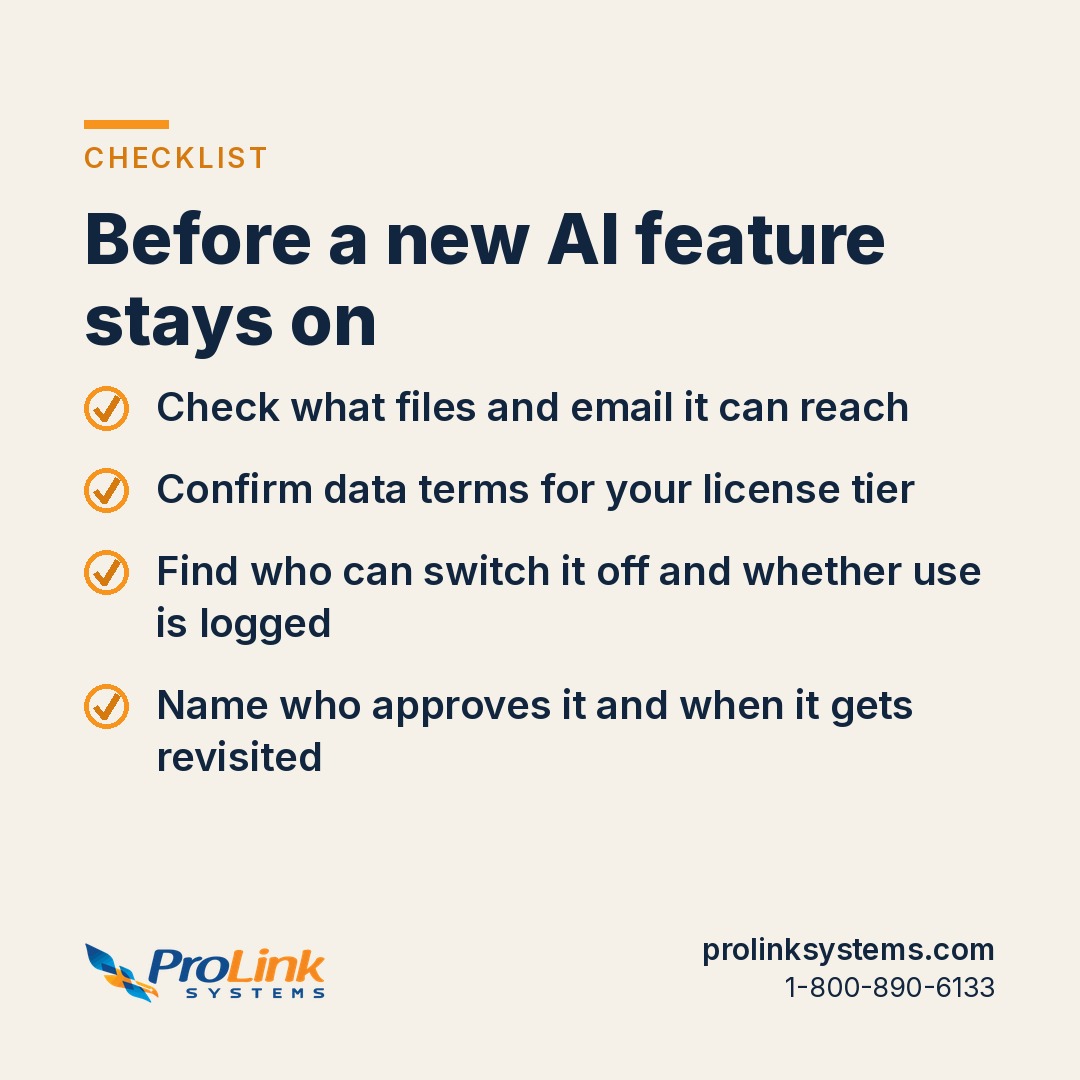 CHECKLIST
Before a new AI feature
stays on
Check what files and email it can reach
Confirm data terms for your license tier
Find who can switch it off and whether use
is logged
Name who approves it and when it gets
revisited
ProLink
SYSTEMS
prolinksystems.com
1-800-890-6133